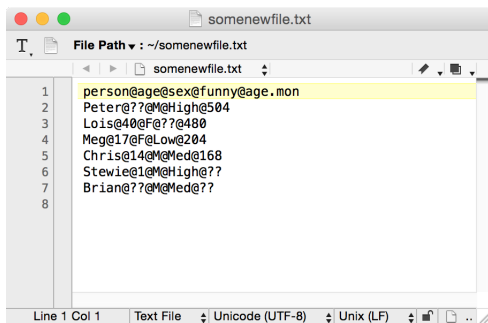 somenewfile.txt
T. File Path : ~/somenewfile.txt
somenewfile.txt
1 person@age@sex@funny@age.mon
2 Peter@??@M@High@504
3 Lois@40@F@??@480
4 Meg@17@F@Low@204
5 Chris@14@M@Med@168
6 Stewie@1@M@High@??
7 Brian@??@M@Med@??
8
Line 1 Col 1 Text File Unicode (UTF-8) Unix (LF) ..